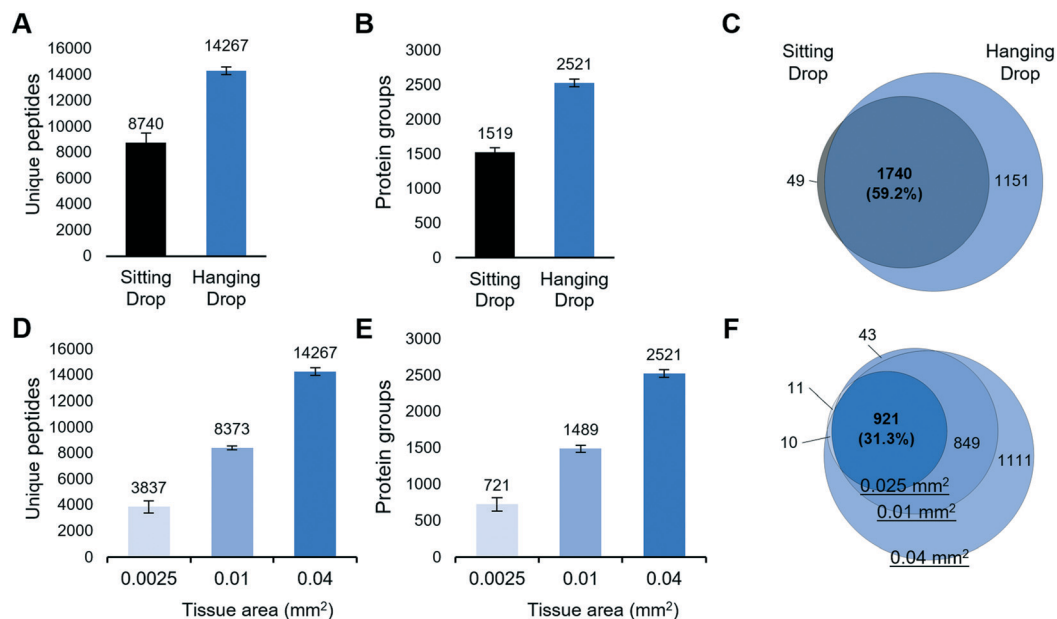 A
Unique peptides
16000
14000
12000
10000
8000
6000
4000
2000
0
8740
14267
Sitting
Drop
Hanging
Drop
B
Protein groups
3000
2500
2000
1500
1000
500
0
1519
2521
Sitting
Drop
Hanging
Drop
C
Sitting
Drop
Hanging
Drop
49
1740
(59.2%)
1151
D
Unique peptides
16000
14000
12000
10000
8000
6000
4000
2000
0
3837
8373
14267
0.0025
0.01
0.04
Tissue area (mm²)
E
Protein groups
3000
2500
2000
1500
1000
500
0
721
1489
2521
0.0025
0.01
0.04
Tissue area (mm²)
F
43
11
10
921
(31.3%)
849
1111
0.025 mm²
0.01 mm²
0.04 mm²